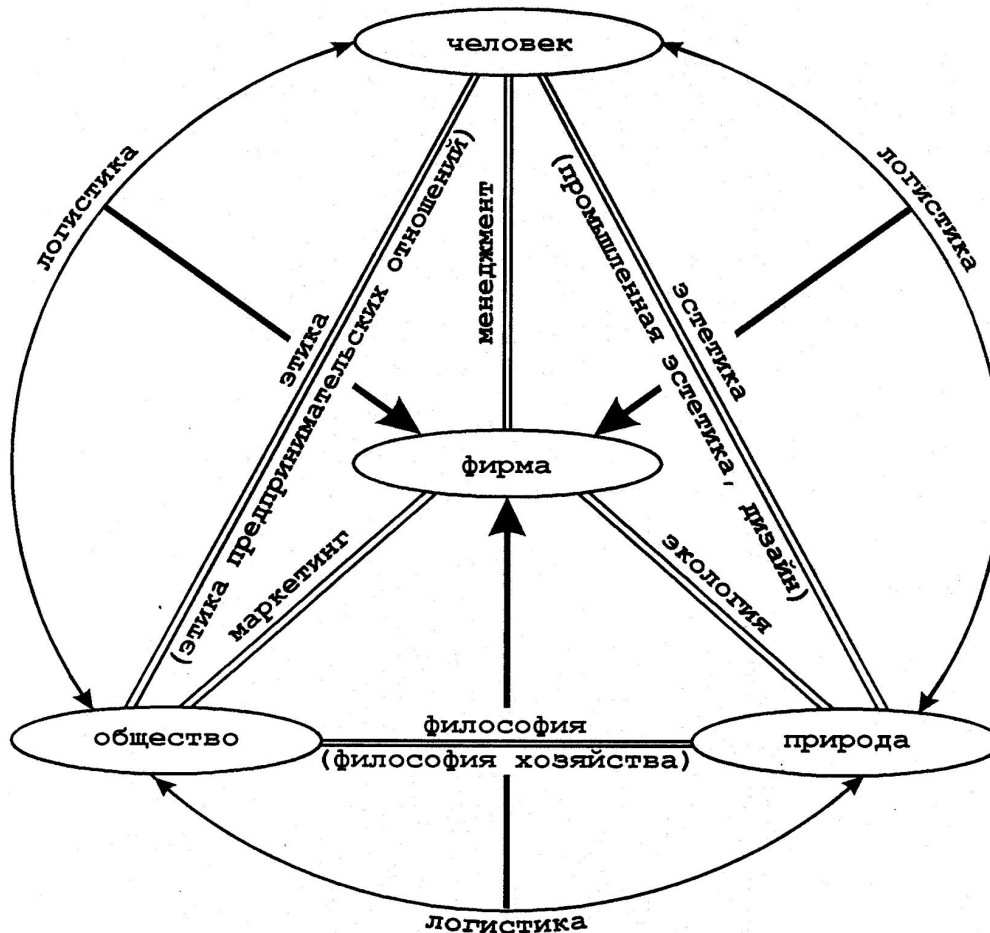 человек
логистика
логистика
этика
(этика предпринимательских отношений)
менеджмент
эстетика
(промышленная эстетика, дизайн)
фирма
маркетинг
экология
общество
философия
(философия хозяйства)
природа
логистика